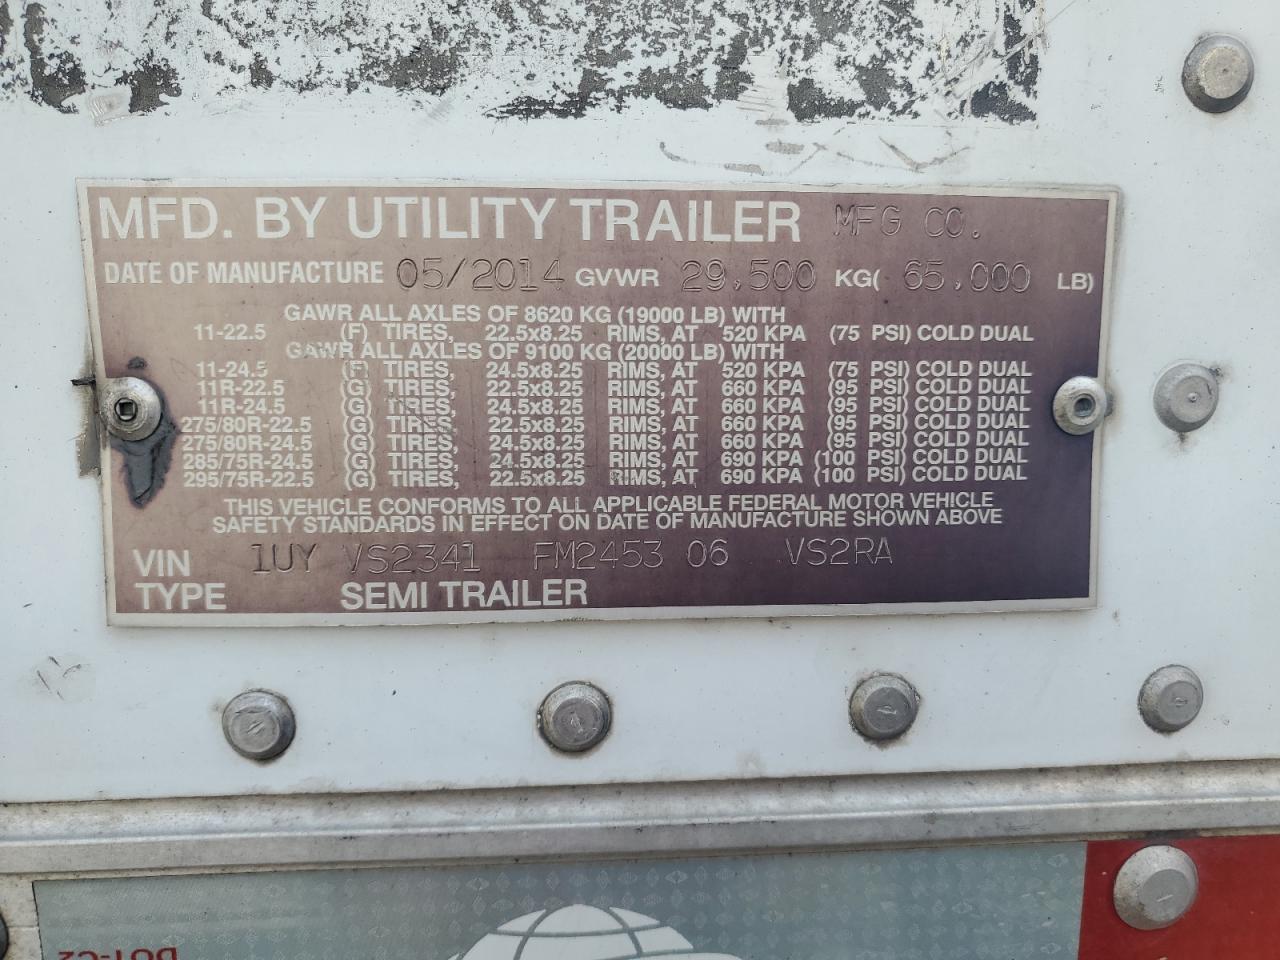 MFD. BY UTILITY TRAILER MFG CO.
DATE OF MANUFACTURE 05/2014 GVWR 29,500 KG( 65,000 LB)
GAWR ALL AXLES OF 8620 KG (19000 LB) WITH
11-22.5 (F) TIRES, 22.5x8.25 RIMS, AT 520 KPA (75 PSI) COLD DUAL
GAWR ALL AXLES OF 9100 KG (20000 LB) WITH
11-24.5 (F) TIRES, 24.5x8.25 RIMS, AT 520 KPA (75 PSI) COLD DUAL
11R-22.5 (G) TIRES, 22.5x8.25 RIMS, AT 660 KPA (95 PSI) COLD DUAL
11R-24.5 (G) TIRES, 24.5x8.25 RIMS, AT 660 KPA (95 PSI) COLD DUAL
275/80R-22.5 (G) TIRES, 22.5x8.25 RIMS, AT 660 KPA (95 PSI) COLD DUAL
275/80R-24.5 (G) TIRES, 24.5x8.25 RIMS, AT 660 KPA (95 PSI) COLD DUAL
285/75R-24.5 (G) TIRES, 24.5x8.25 RIMS, AT 690 KPA (100 PSI) COLD DUAL
295/75R-22.5 (G) TIRES, 22.5x8.25 RIMS, AT 690 KPA (100 PSI) COLD DUAL
THIS VEHICLE CONFORMS TO ALL APPLICABLE FEDERAL MOTOR VEHICLE
SAFETY STANDARDS IN EFFECT ON DATE OF MANUFACTURE SHOWN ABOVE
VIN 1UY VS2341 FM2453 06 VS2RA
TYPE SEMI TRAILER
DOT-C2